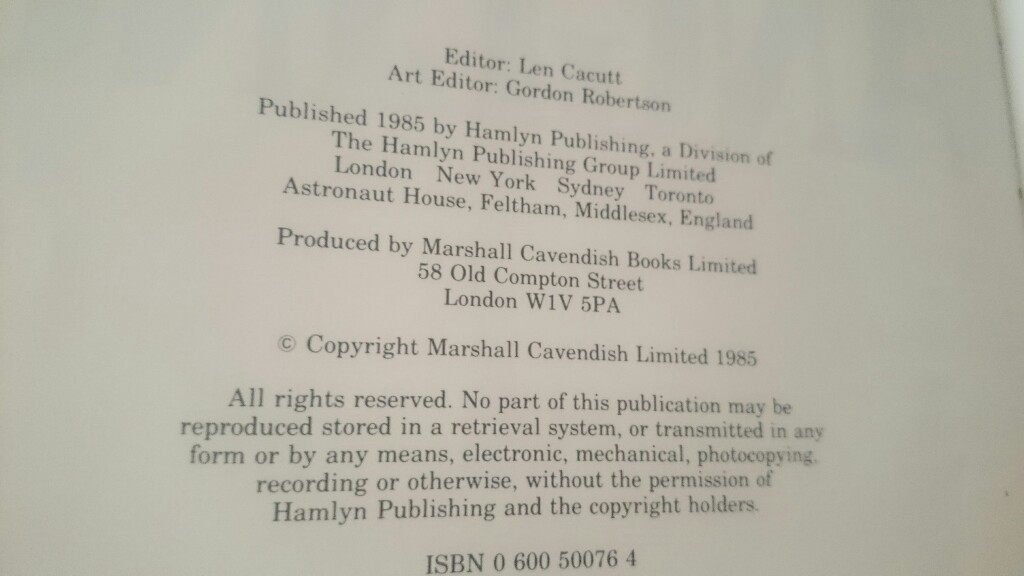 Editor: Len Cacutt
Art Editor: Gordon Robertson
Published 1985 by Hamlyn Publishing, a Division of
The Hamlyn Publishing Group Limited
London New York Sydney Toronto
Astronaut House, Feltham, Middlesex, England
Produced by Marshall Cavendish Books Limited
58 Old Compton Street
London W1V 5PA
© Copyright Marshall Cavendish Limited 1985
All rights reserved. No part of this publication may be
reproduced stored in a retrieval system, or transmitted in any
form or by any means, electronic, mechanical, photocopying,
recording or otherwise, without the permission of
Hamlyn Publishing and the copyright holders.
ISBN 0 600 50076 4